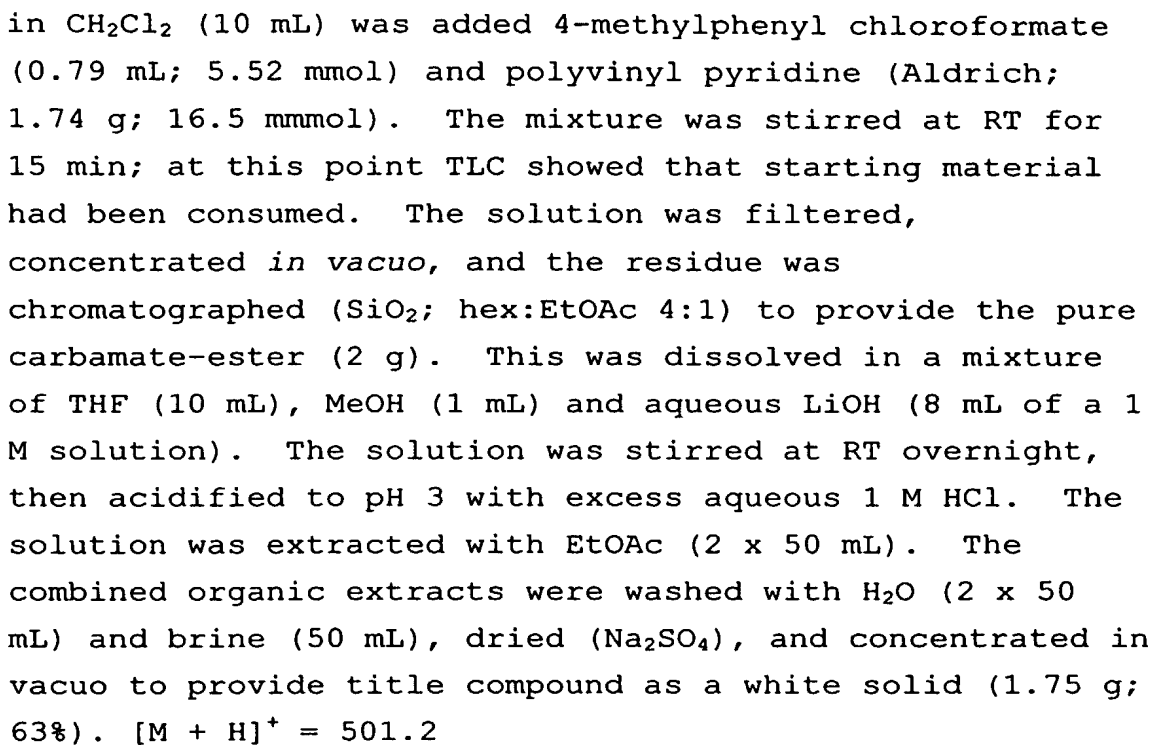 in CH₂Cl₂ (10 mL) was added 4-methylphenyl chloroformate
(0.79 mL; 5.52 mmol) and polyvinyl pyridine (Aldrich;
1.74 g; 16.5 mmmol).  The mixture was stirred at RT for
15 min; at this point TLC showed that starting material
had been consumed.  The solution was filtered,
concentrated in vacuo, and the residue was
chromatographed (SiO₂; hex:EtOAc 4:1) to provide the pure
carbamate-ester (2 g).  This was dissolved in a mixture
of THF (10 mL), MeOH (1 mL) and aqueous LiOH (8 mL of a 1
M solution).  The solution was stirred at RT overnight,
then acidified to pH 3 with excess aqueous 1 M HCl.  The
solution was extracted with EtOAc (2 x 50 mL).  The
combined organic extracts were washed with H₂O (2 x 50
mL) and brine (50 mL), dried (Na₂SO₄), and concentrated in
vacuo to provide title compound as a white solid (1.75 g;
63%).  [M + H]⁺ = 501.2